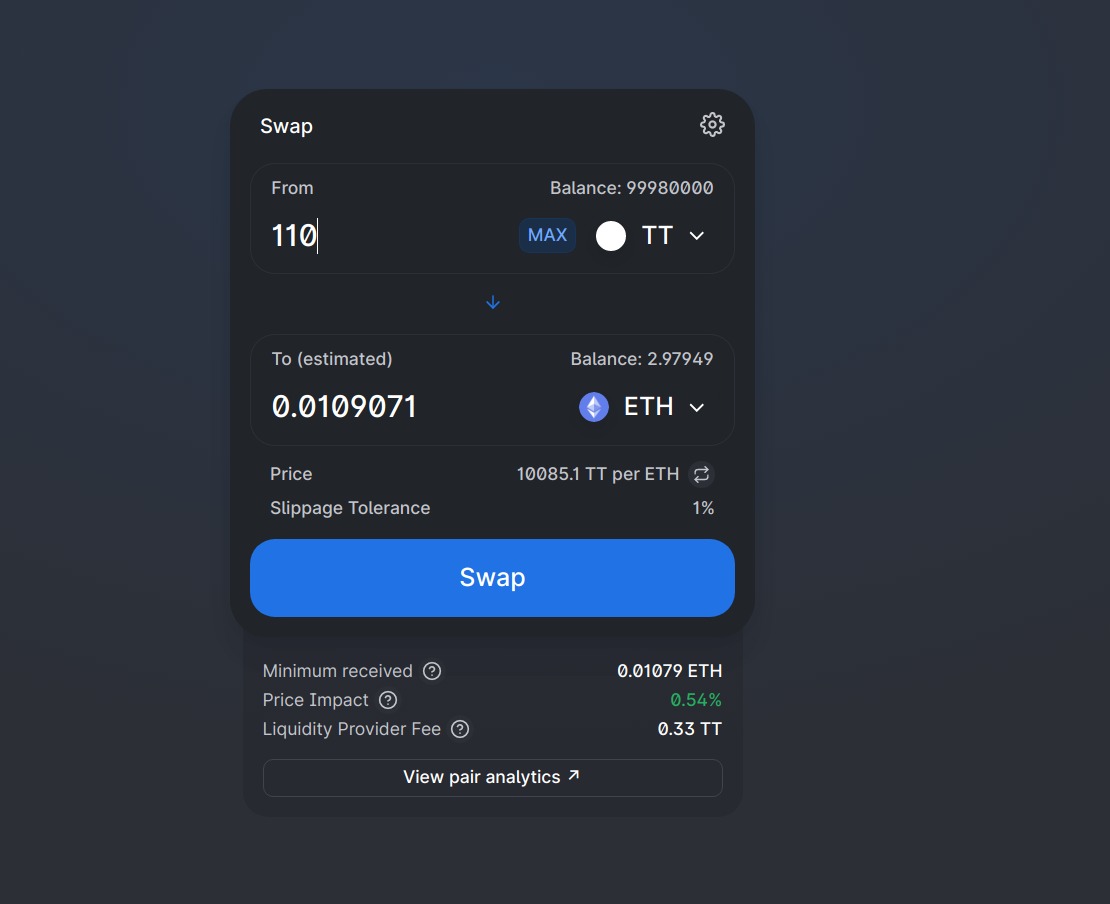 Swap
From Balance: 99980000
110 MAX TT
To (estimated) Balance: 2.97949
0.0109071 ETH
Price 10085.1 TT per ETH
Slippage Tolerance 1%
Swap
Minimum received ? 0.01079 ETH
Price Impact ? 0.54%
Liquidity Provider Fee ? 0.33 TT
View pair analytics ↗